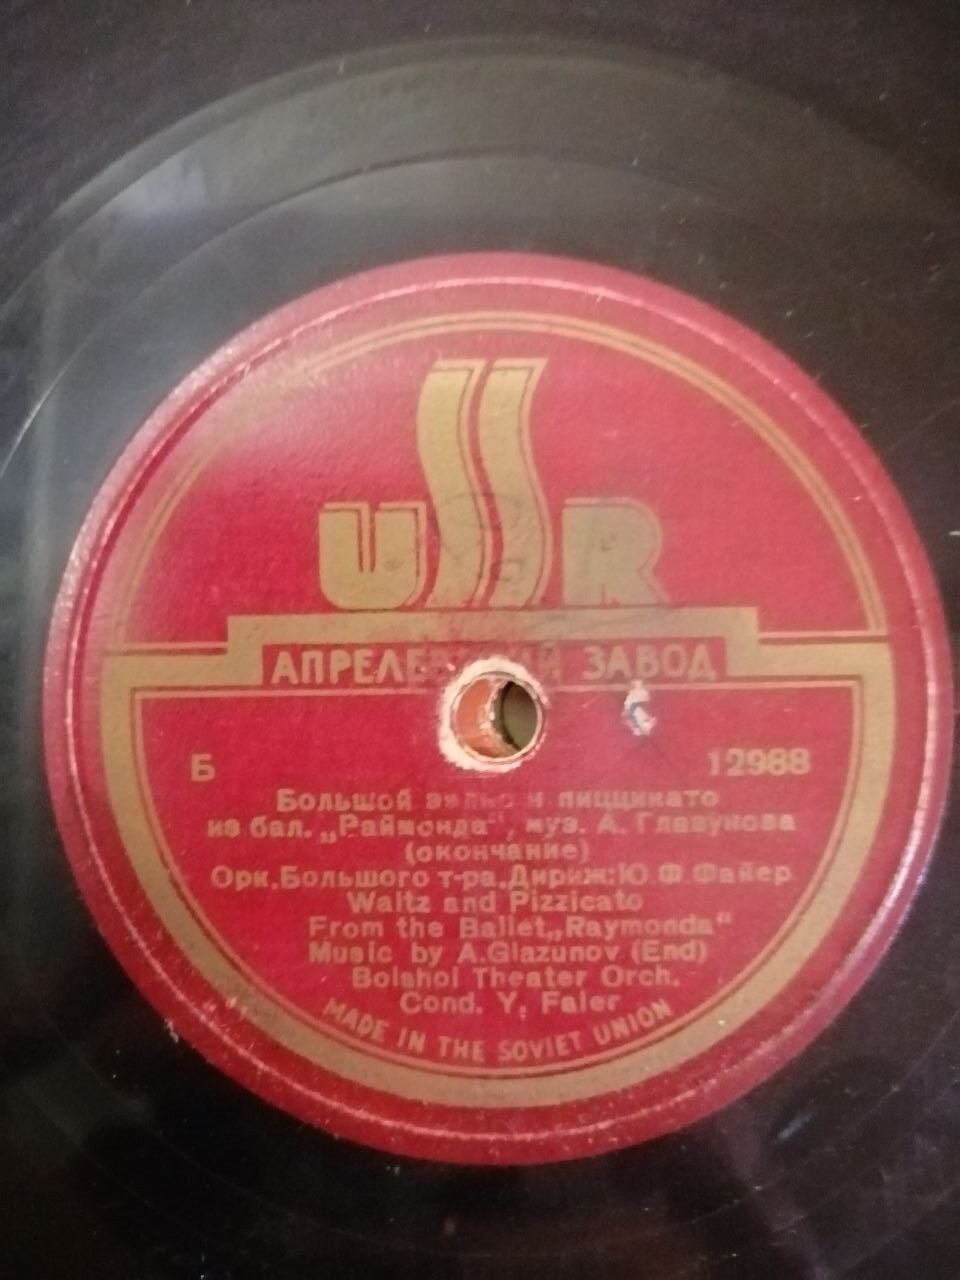 USSR
АПРЕЛЕВСКИЙ ЗАВОД
Б 12988
Большой вальс и пиццикато
из бал. „Раймонда", муз. А. Глазунова
(окончание)
Орк.Большого т-ра.Дириж:Ю.Ф.Файер
Waltz and Pizzicato
From the Ballet„Raymonda"
Music by A.Glazunov (End)
Bolshoi Theater Orch.
Cond. Y. Faier
MADE IN THE SOVIET UNION